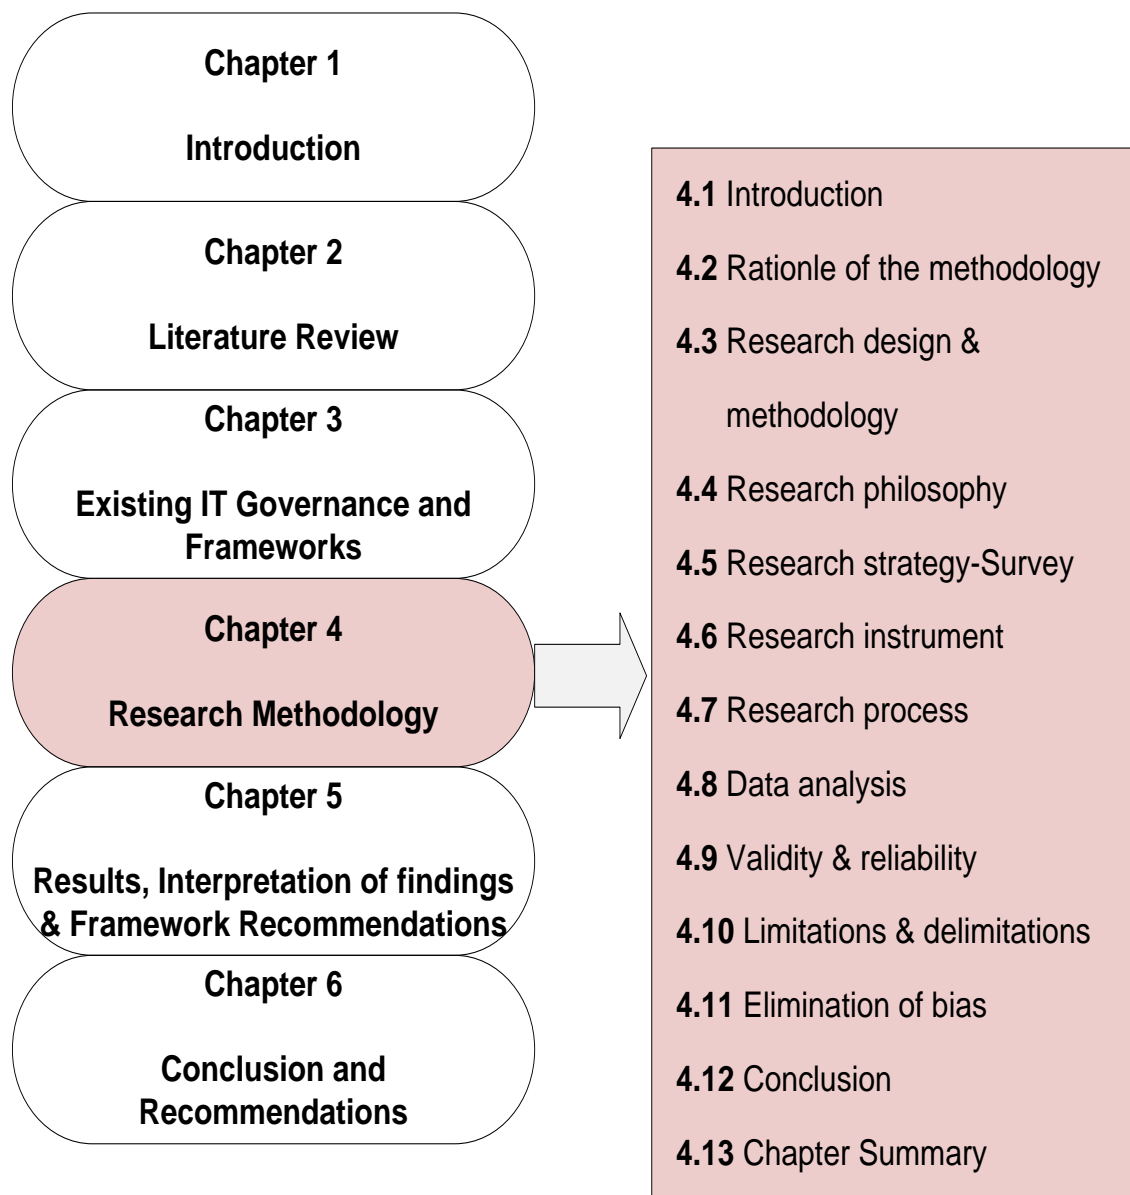 Chapter 1
Introduction
Chapter 2
Literature Review
Chapter 3
Existing IT Governance and
Frameworks
Chapter 4
Research Methodology
Chapter 5
Results, Interpretation of findings
& Framework Recommendations
Chapter 6
Conclusion and
Recommendations
4.1 Introduction
4.2 Rationle of the methodology
4.3 Research design &
methodology
4.4 Research philosophy
4.5 Research strategy-Survey
4.6 Research instrument
4.7 Research process
4.8 Data analysis
4.9 Validity & reliability
4.10 Limitations & delimitations
4.11 Elimination of bias
4.12 Conclusion
4.13 Chapter Summary